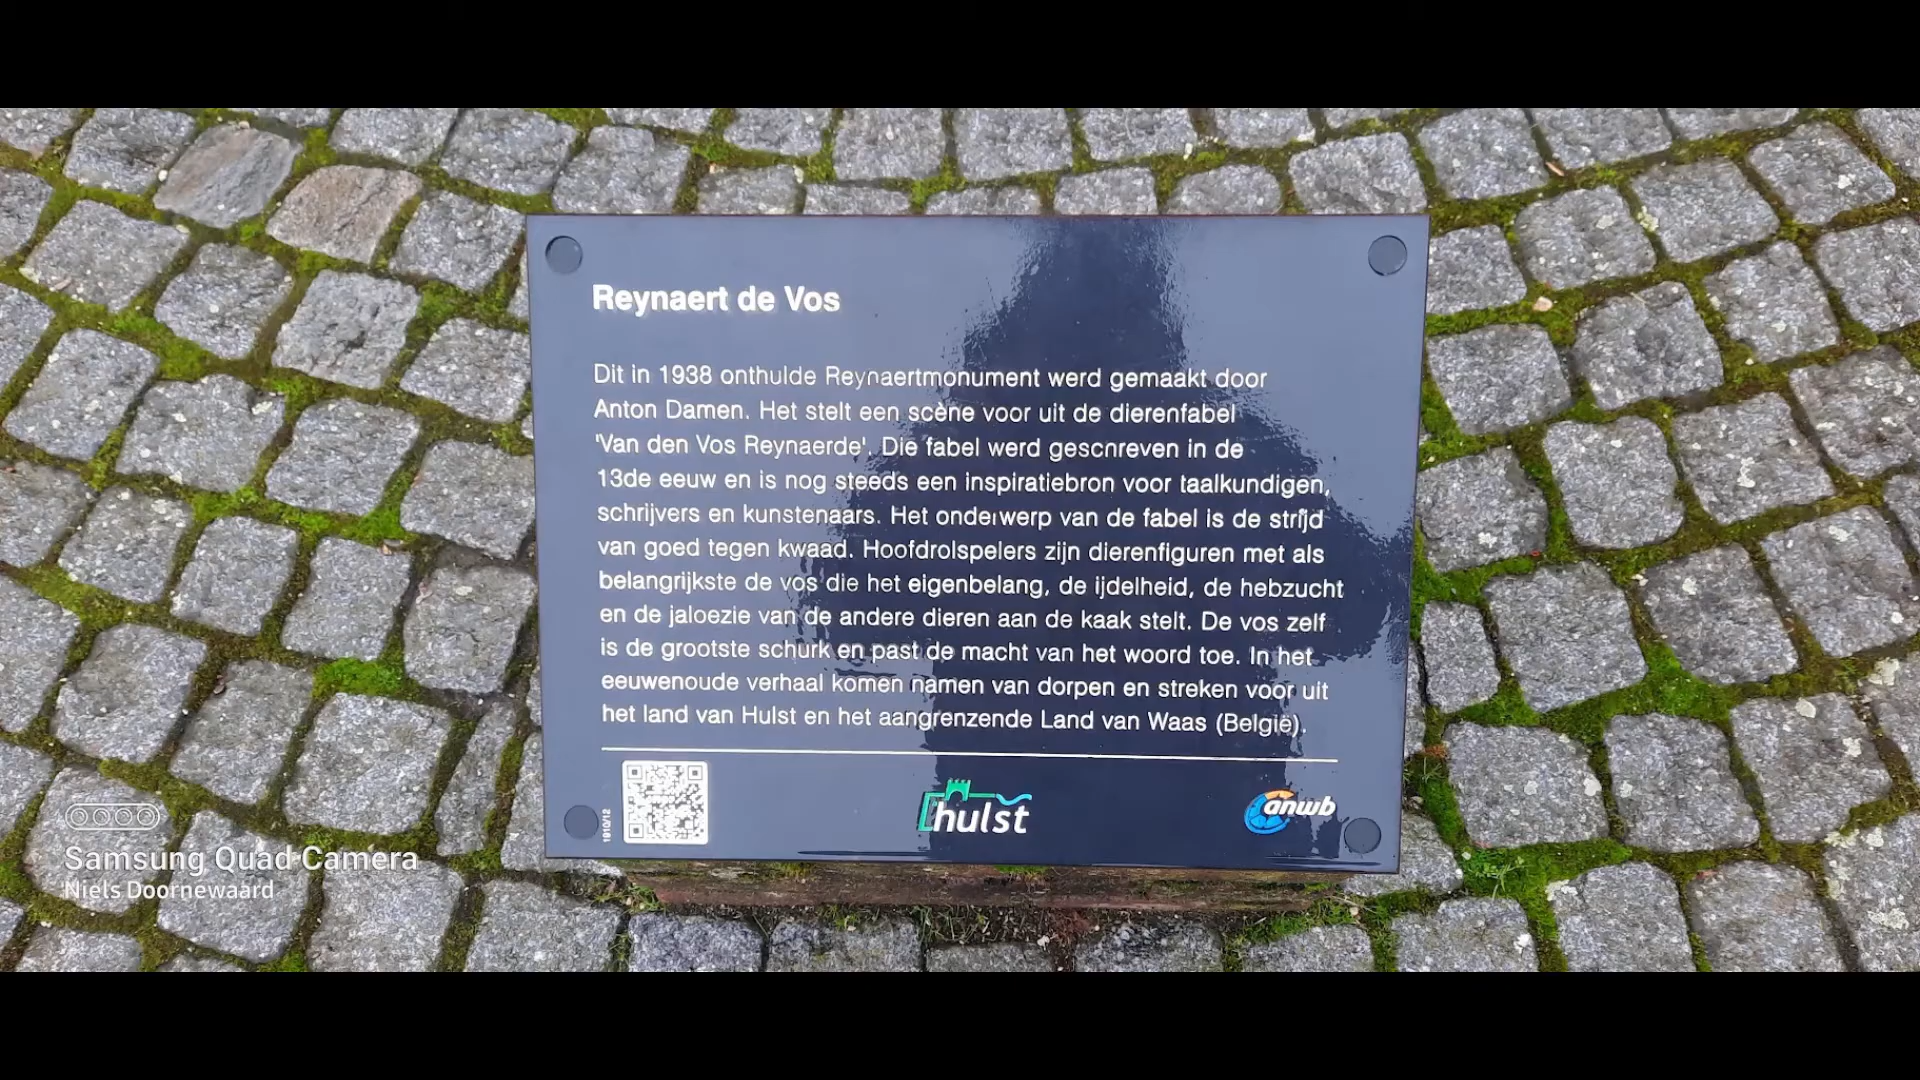 Reynaert de Vos
Dit in 1938 onthulde Reynaertmonument werd gemaakt door
Anton Damen. Het stelt een scène voor uit de dierenfabel
'Van den Vos Reynaerde'. Die fabel werd geschreven in de
13de eeuw en is nog steeds een inspiratiebron voor taalkundigen,
schrijvers en kunstenaars. Het onderwerp van de fabel is de strijd
van goed tegen kwaad. Hoofdrolspelers zijn dierenfiguren met als
belangrijkste de vos die het eigenbelang, de ijdelheid, de hebzucht
en de jaloezie van de andere dieren aan de kaak stelt. De vos zelf
is de grootste schurk en past de macht van het woord toe. In het
eeuwenoude verhaal komen namen van dorpen en streken voor uit
het land van Hulst en het aangrenzende Land van Waas (België).
1910/12
hulst
anwb
Samsung Quad Camera
Niels Doornewaard